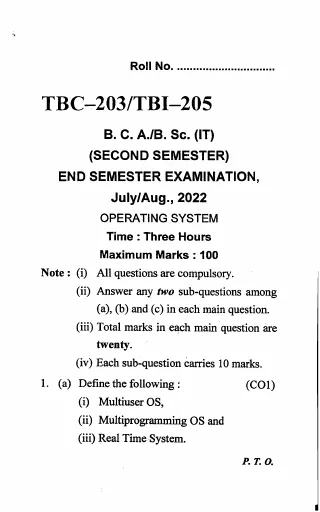 Roll No. ..............................
TBC–203/TBI–205
B. C. A./B. Sc. (IT)
(SECOND SEMESTER)
END SEMESTER EXAMINATION,
July/Aug., 2022
OPERATING SYSTEM
Time : Three Hours
Maximum Marks : 100
Note : (i) All questions are compulsory.
(ii) Answer any two sub-questions among
(a), (b) and (c) in each main question.
(iii) Total marks in each main question are
twenty.
(iv) Each sub-question carries 10 marks.
1. (a) Define the following : (CO1)
(i) Multiuser OS,
(ii) Multiprogramming OS and
(iii) Real Time System.
P. T. O.